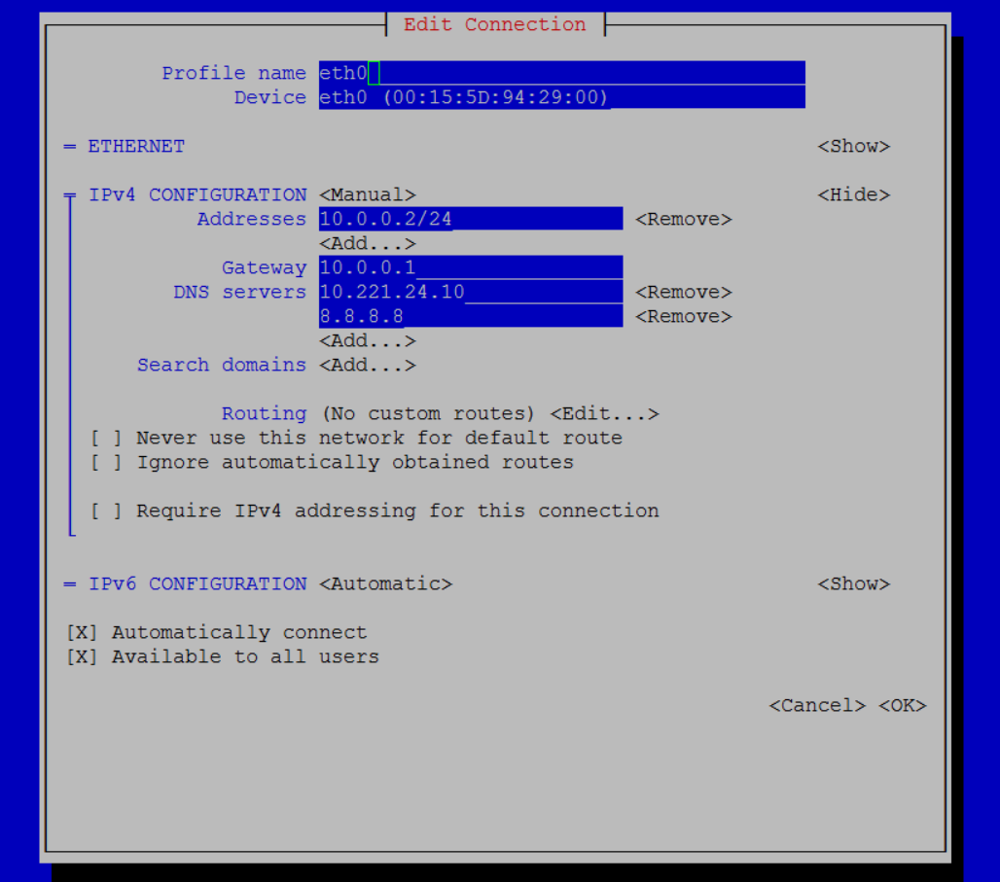 Edit Connection
Profile name eth0
Device eth0 (00:15:5D:94:29:00)
= ETHERNET <Show>
IPv4 CONFIGURATION <Manual> <Hide>
Addresses 10.0.0.2/24 <Remove>
<Add...>
Gateway 10.0.0.1
DNS servers 10.221.24.10 <Remove>
8.8.8.8 <Remove>
<Add...>
Search domains <Add...>
Routing (No custom routes) <Edit...>
[ ] Never use this network for default route
[ ] Ignore automatically obtained routes
[ ] Require IPv4 addressing for this connection
= IPv6 CONFIGURATION <Automatic> <Show>
[X] Automatically connect
[X] Available to all users
<Cancel> <OK>